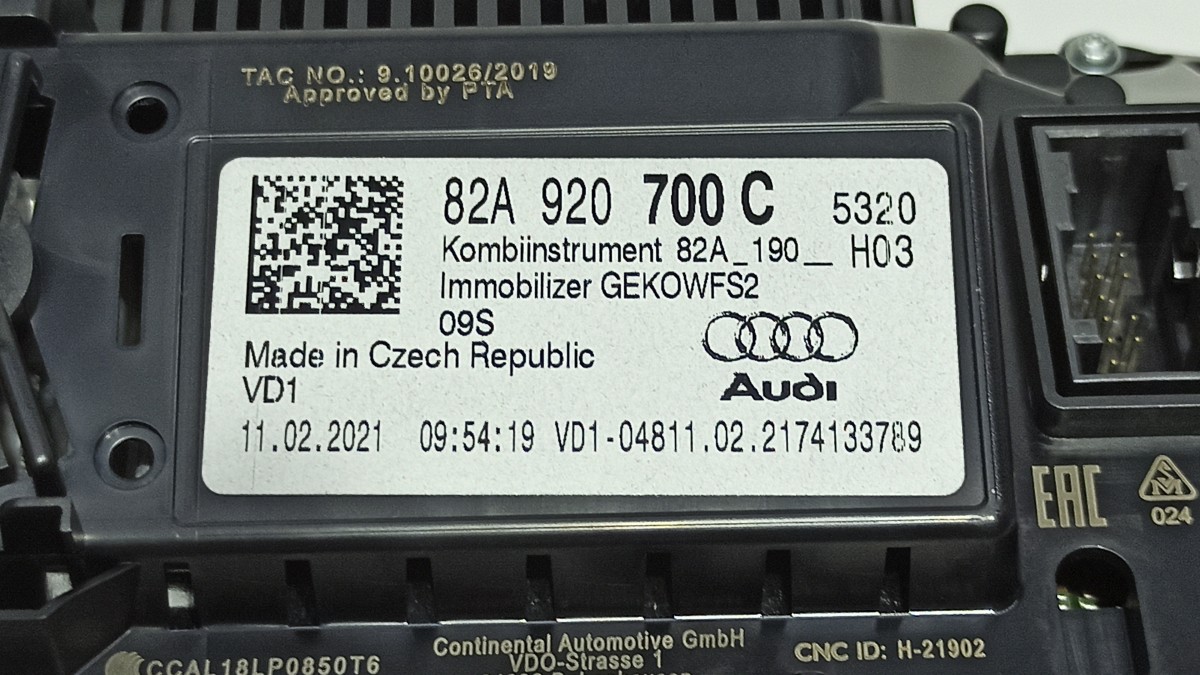 TAC NO.: 9.10026/2019
Approved by PTA
82A 920 700 C 5320
Kombiinstrument 82A_190__ H03
Immobilizer GEKOWFS2
09S
Audi
Made in Czech Republic
VD1
11.02.2021 09:54:19 VD1-04811.02.2174133789
EAC
024
Continental Automotive GmbH
VDO-Strasse 1
CNC ID: H-21902
CCAL18LP0850T6